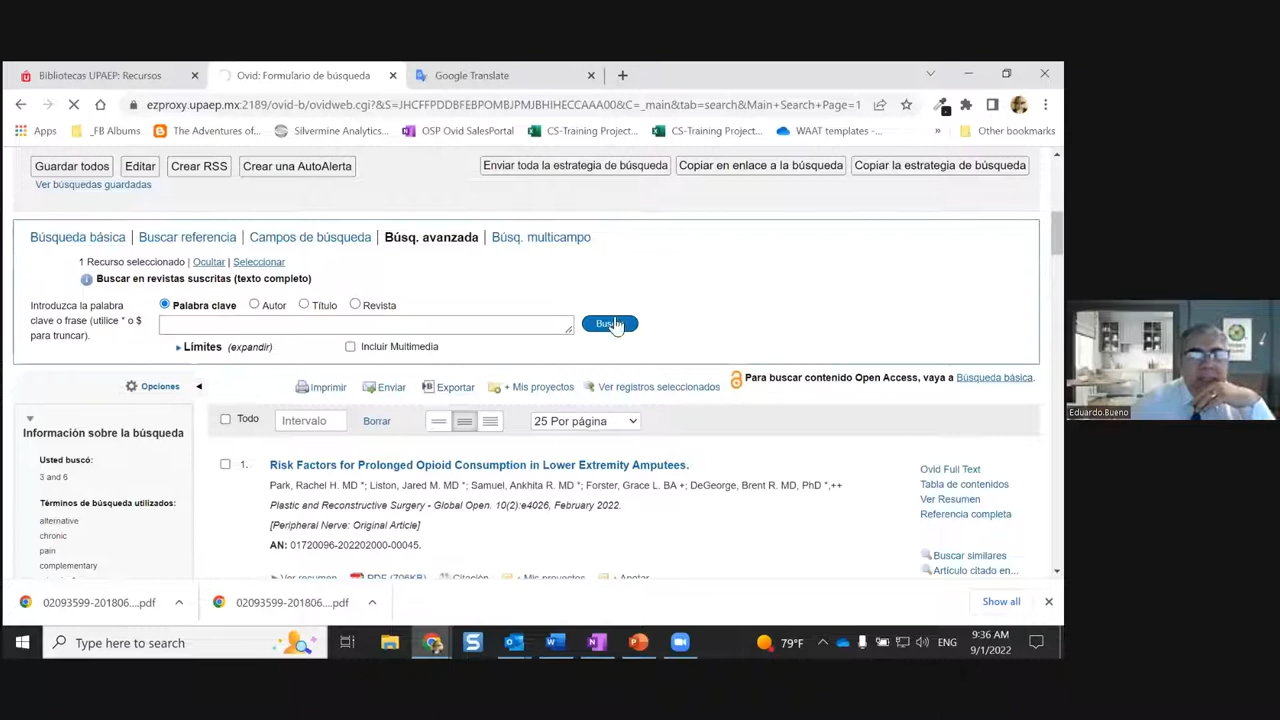 Bibliotecas UPAEP: Recursos
Ovid: Formulario de búsqueda
Google Translate
ezproxy.upaep.mx:2189/ovid-b/ovidweb.cgi?&S=JHCFFPDDBFEBPOMBJPMJBHIHECCAAA00&C=_main&tab=search&Main+Search+Page=1
Apps
_FB Albums
The Adventures of...
Silvermine Analytic...
OSP Ovid SalesPortal
CS-Training Project...
CS-Training Project...
WAAT templates -...
»
Other bookmarks
Guardar todos
Editar
Crear RSS
Crear una AutoAlerta
Enviar toda la estrategia de búsqueda
Copiar en enlace a la búsqueda
Copiar la estrategia de búsqueda
Ver búsquedas guardadas
Búsqueda básica | Buscar referencia | Campos de búsqueda | Búsq. avanzada | Búsq. multicampo
1 Recurso seleccionado | Ocultar | Seleccionar
Buscar en revistas suscritas (texto completo)
Introduzca la palabra
clave o frase (utilice * o $
para truncar).
Palabra clave
Autor
Título
Revista
Límites (expandir)
Incluir Multimedia
Opciones
Imprimir
Enviar
Exportar
+ Mis proyectos
Ver registros seleccionados
Para buscar contenido Open Access, vaya a Búsqueda básica.
Todo
Intervalo
Borrar
25 Por página
Información sobre la búsqueda
Usted buscó:
3 and 6
Términos de búsqueda utilizados:
alternative
chronic
pain
complementary
1.
Risk Factors for Prolonged Opioid Consumption in Lower Extremity Amputees.
Park, Rachel H. MD *; Liston, Jared M. MD *; Samuel, Ankhita R. MD *; Forster, Grace L. BA +; DeGeorge, Brent R. MD, PhD *,++
Plastic and Reconstructive Surgery - Global Open. 10(2):e4026, February 2022.
[Peripheral Nerve: Original Article]
AN: 01720096-202202000-00045.
Ver resumen
PDF (706KB)
Citación
+ Mis proyectos
+ Anotar
Ovid Full Text
Tabla de contenidos
Ver Resumen
Referencia completa
Buscar similares
Artículo citado en...
Eduardo.Bueno
02093599-201806....pdf
02093599-201806....pdf
Show all
Type here to search
79°F
ENG
9:36 AM
9/1/2022